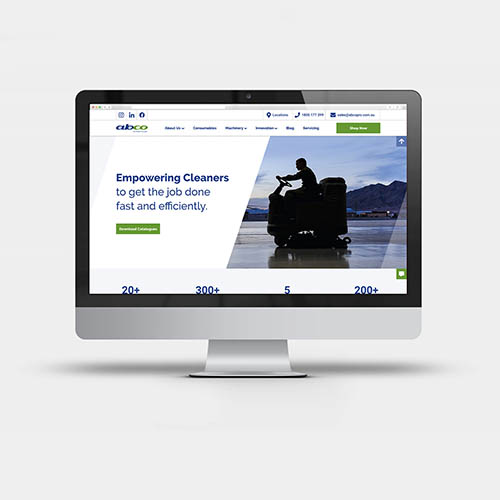 Locations 1800 177 399 sales@abcopro.com.au
abco
About Us Consumables Machinery Innovation Blog Servicing Shop Now
Empowering Cleaners
to get the job done
fast and efficiently.
Download Catalogues
20+ 300+ 5 200+